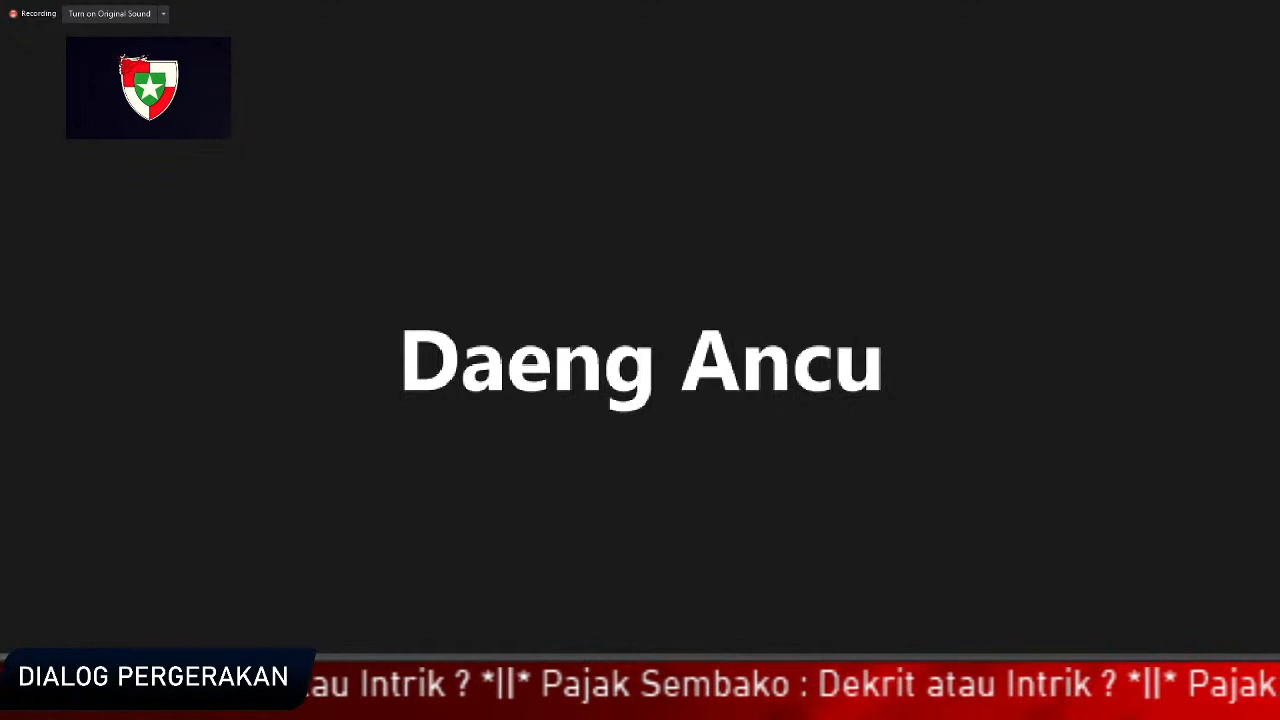 Recording
Turn on Original Sound
Daeng Ancu
DIALOG PERGERAKAN
au Intrik ? *||* Pajak Sembako : Dekrit atau Intrik ? *||* Pajak